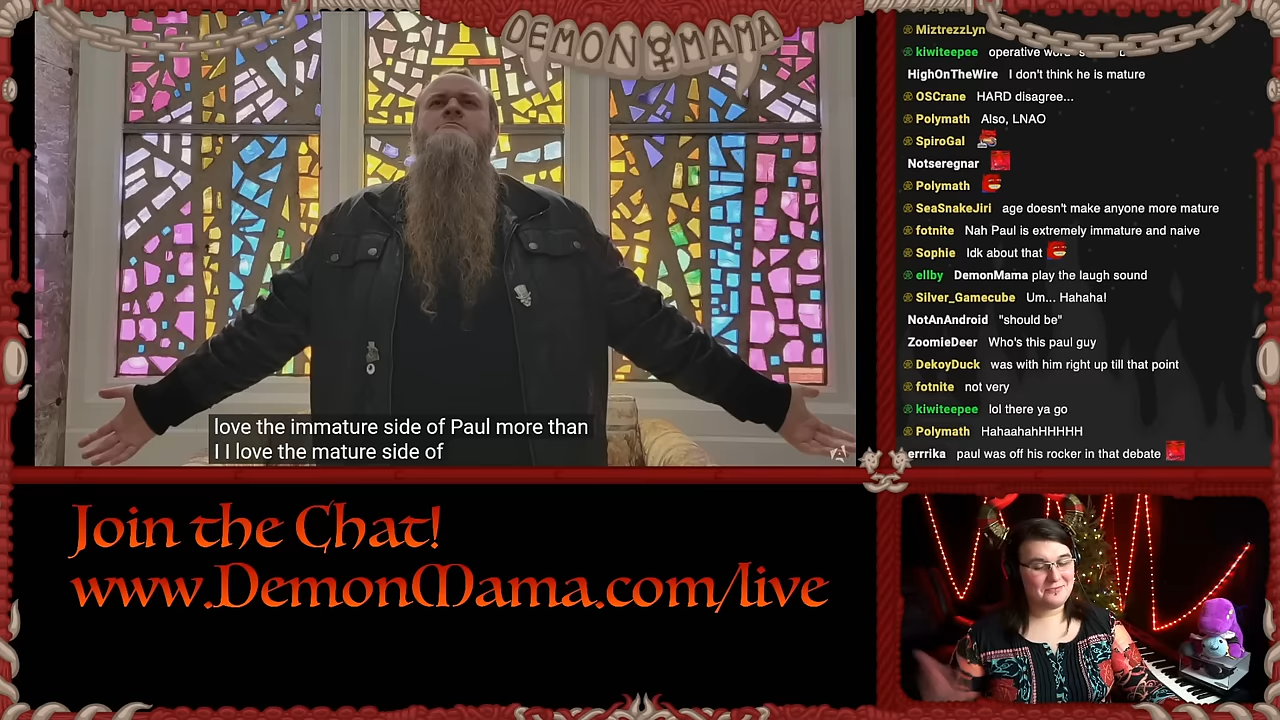 DEMON MAMA
MiztrezzLyn
kiwiteepee operative
HighOnTheWire I don't think he is mature
OSCrane HARD disagree...
Polymath Also, LNAO
SpiroGal
Notseregnar
Polymath
SeaSnakeJiri age doesn't make anyone more mature
fotnite Nah Paul is extremely immature and naive
Sophie Idk about that
ellby DemonMama play the laugh sound
Silver_Gamecube Um... Hahaha!
NotAnAndroid "should be"
ZoomieDeer Who's this paul guy
DekoyDuck was with him right up till that point
fotnite not very
kiwiteepee lol there ya go
Polymath HahaahahHHHHH
errrika paul was off his rocker in that debate
love the immature side of Paul more than
I I love the mature side of
Join the Chat!
www.DemonMama.com/live